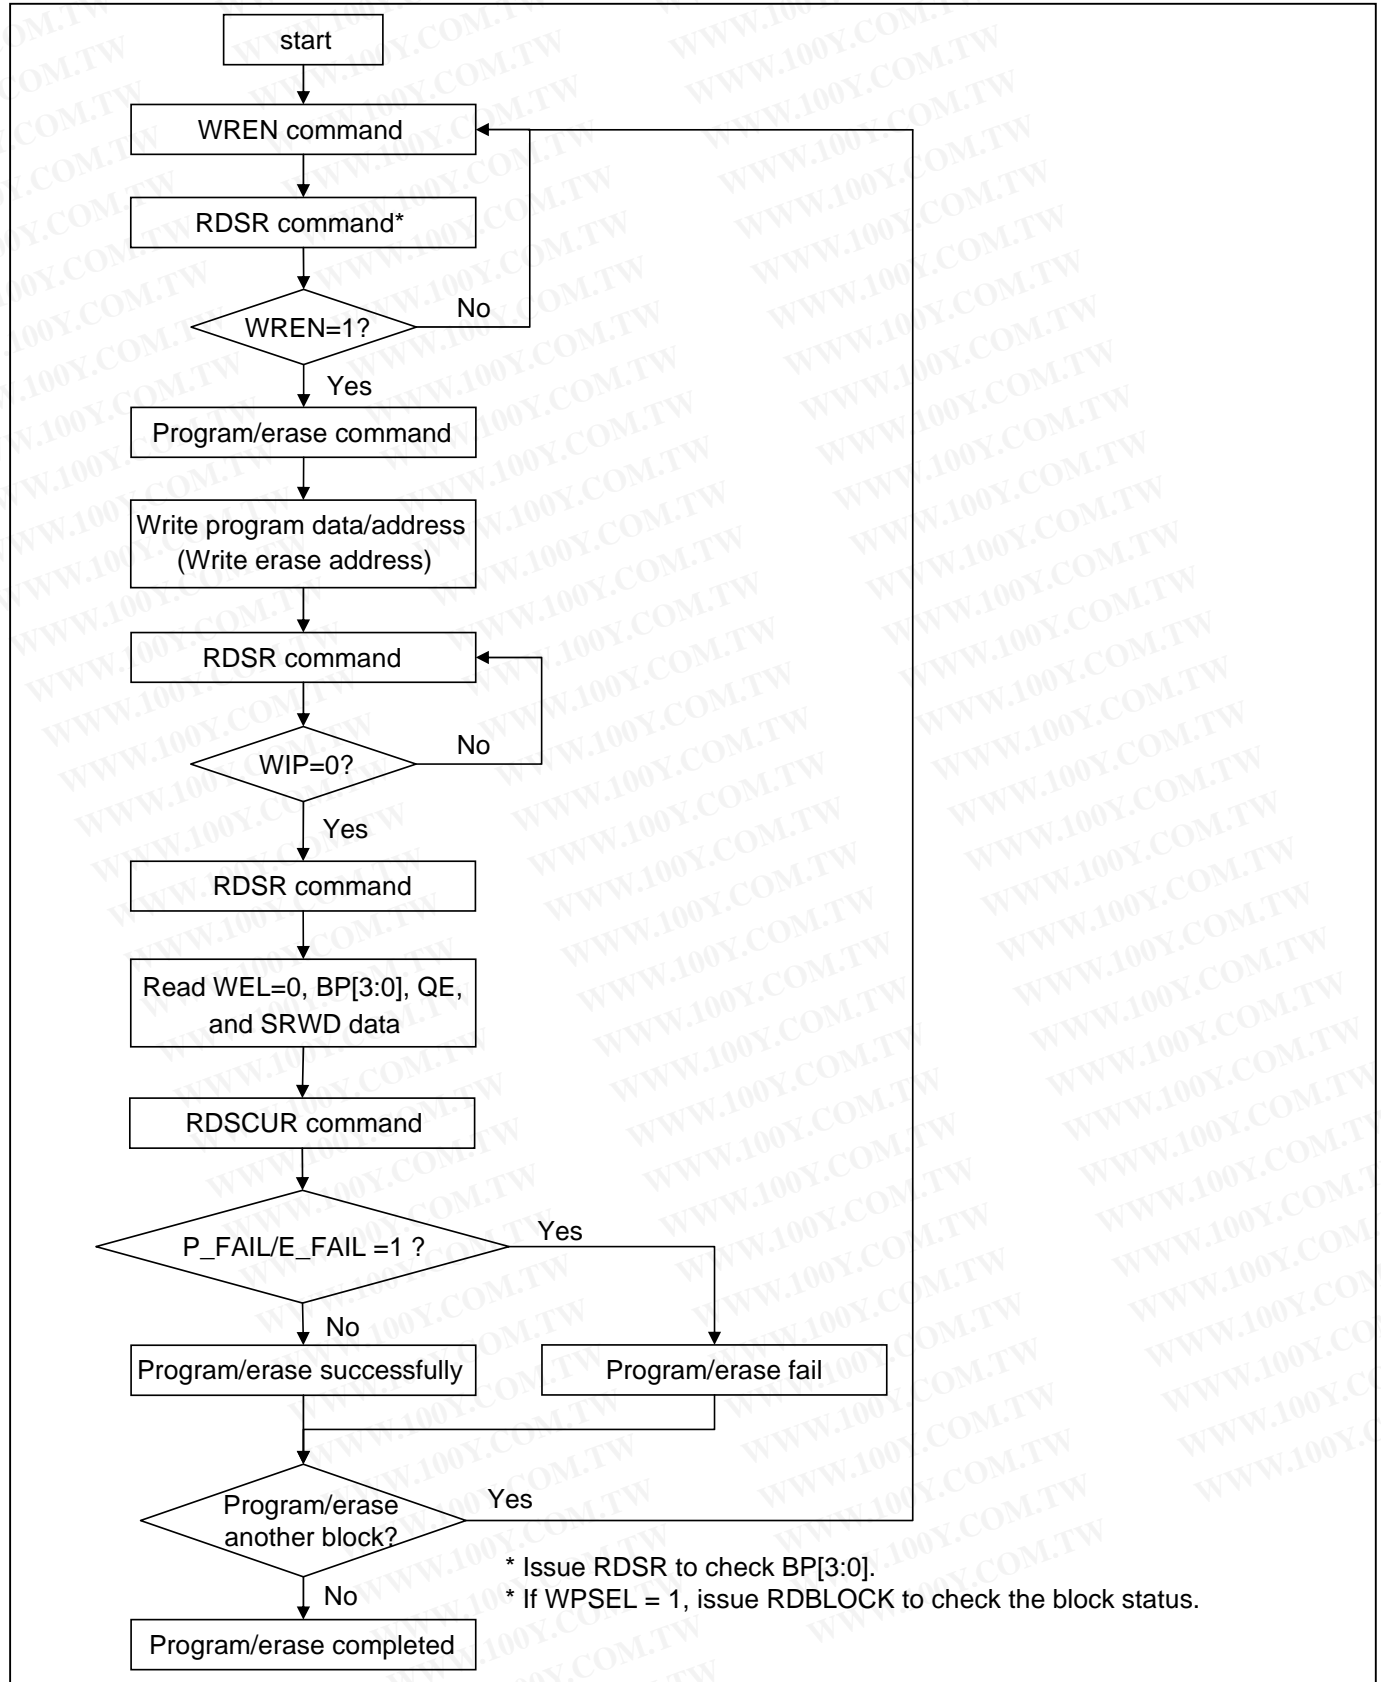 start
WREN command
RDSR command*
WREN=1?
No
Yes
Program/erase command
Write program data/address
(Write erase address)
RDSR command
WIP=0?
No
Yes
RDSR command
Read WEL=0, BP[3:0], QE,
and SRWD data
RDSCUR command
P_FAIL/E_FAIL =1 ?
Yes
No
Program/erase successfully
Program/erase fail
Program/erase
another block?
Yes
* Issue RDSR to check BP[3:0].
* If WPSEL = 1, issue RDBLOCK to check the block status.
No
Program/erase completed
WWW.100Y.COM.TW